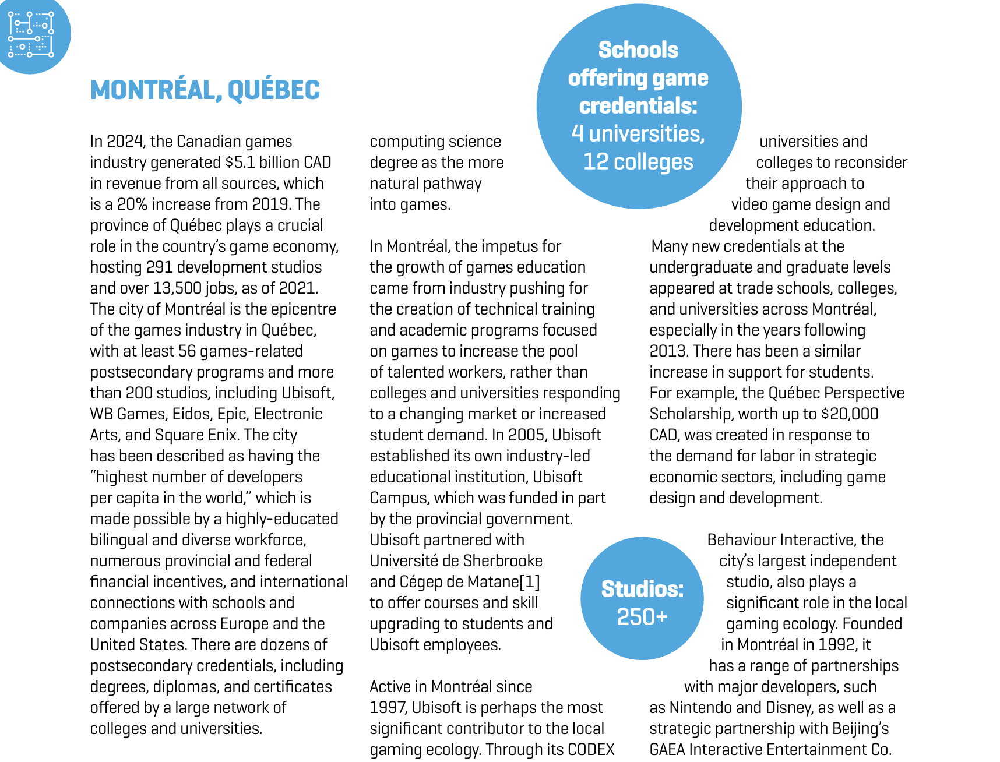 MONTRÉAL, QUÉBEC
In 2024, the Canadian games
industry generated $5.1 billion CAD
in revenue from all sources, which
is a 20% increase from 2019. The
province of Québec plays a crucial
role in the country’s game economy,
hosting 291 development studios
and over 13,500 jobs, as of 2021.
The city of Montréal is the epicentre
of the games industry in Québec,
with at least 56 games-related
postsecondary programs and more
than 200 studios, including Ubisoft,
WB Games, Eidos, Epic, Electronic
Arts, and Square Enix. The city
has been described as having the
“highest number of developers
per capita in the world,” which is
made possible by a highly-educated
bilingual and diverse workforce,
numerous provincial and federal
financial incentives, and international
connections with schools and
companies across Europe and the
United States. There are dozens of
postsecondary credentials, including
degrees, diplomas, and certificates
offered by a large network of
colleges and universities.
computing science
degree as the more
natural pathway
into games.
In Montréal, the impetus for
the growth of games education
came from industry pushing for
the creation of technical training
and academic programs focused
on games to increase the pool
of talented workers, rather than
colleges and universities responding
to a changing market or increased
student demand. In 2005, Ubisoft
established its own industry-led
educational institution, Ubisoft
Campus, which was funded in part
by the provincial government.
Ubisoft partnered with
Université de Sherbrooke
and Cégep de Matane[1]
to offer courses and skill
upgrading to students and
Ubisoft employees.
Active in Montréal since
1997, Ubisoft is perhaps the most
significant contributor to the local
gaming ecology. Through its CODEX
Schools
offering game
credentials:
4 universities,
12 colleges
universities and
colleges to reconsider
their approach to
video game design and
development education.
Many new credentials at the
undergraduate and graduate levels
appeared at trade schools, colleges,
and universities across Montréal,
especially in the years following
2013. There has been a similar
increase in support for students.
For example, the Québec Perspective
Scholarship, worth up to $20,000
CAD, was created in response to
the demand for labor in strategic
economic sectors, including game
design and development.
Studios:
250+
Behaviour Interactive, the
city’s largest independent
studio, also plays a
significant role in the local
gaming ecology. Founded
in Montréal in 1992, it
has a range of partnerships
with major developers, such
as Nintendo and Disney, as well as a
strategic partnership with Beijing’s
GAEA Interactive Entertainment Co.